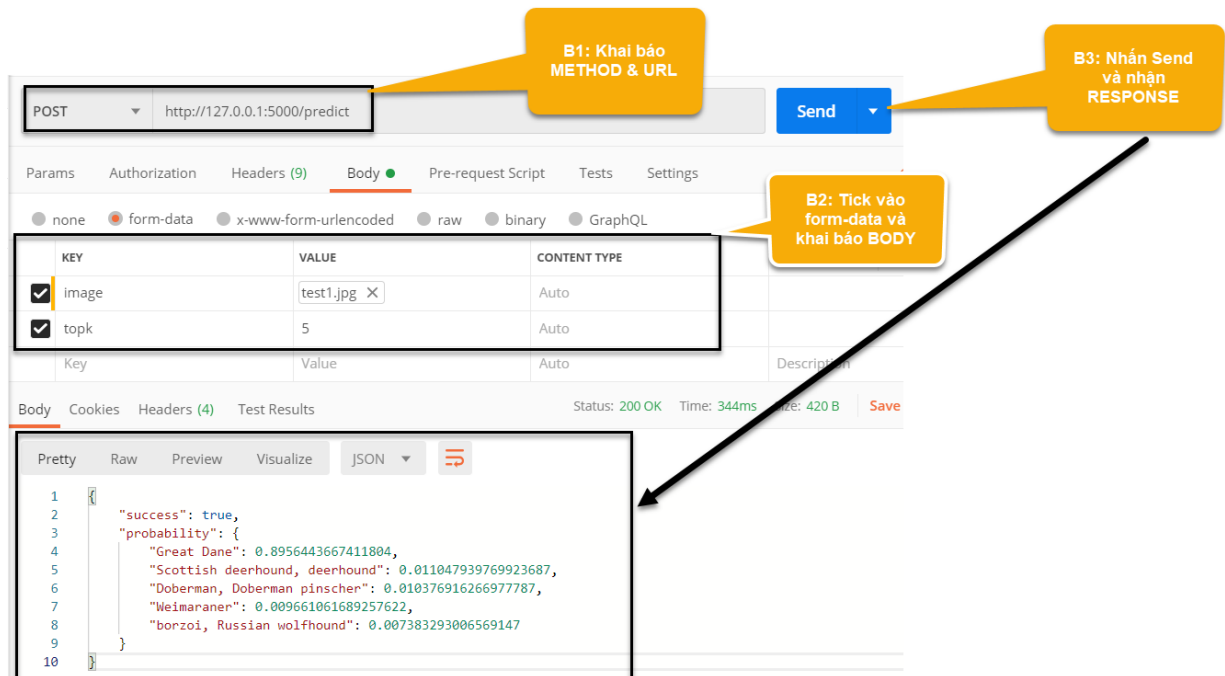 B1: Khai báo
METHOD & URL
B3: Nhấn Send
và nhận
RESPONSE
POST http://127.0.0.1:5000/predict Send
Params Authorization Headers (9) Body Pre-request Script Tests Settings
B2: Tick vào
form-data và
khai báo BODY
none form-data x-www-form-urlencoded raw binary GraphQL
KEY VALUE CONTENT TYPE
image test1.jpg Auto
topk 5 Auto
Key Value Auto Description
Body Cookies Headers (4) Test Results Status: 200 OK Time: 344ms Size: 420 B Save
Pretty Raw Preview Visualize JSON
1 {
2 "success": true,
3 "probability": {
4 "Great Dane": 0.8956443667411804,
5 "Scottish deerhound, deerhound": 0.011047939769923687,
6 "Doberman, Doberman pinscher": 0.010376916266977787,
7 "Weimaraner": 0.009661061689257622,
8 "borzoi, Russian wolfhound": 0.007383293006569147
9 }
10 }